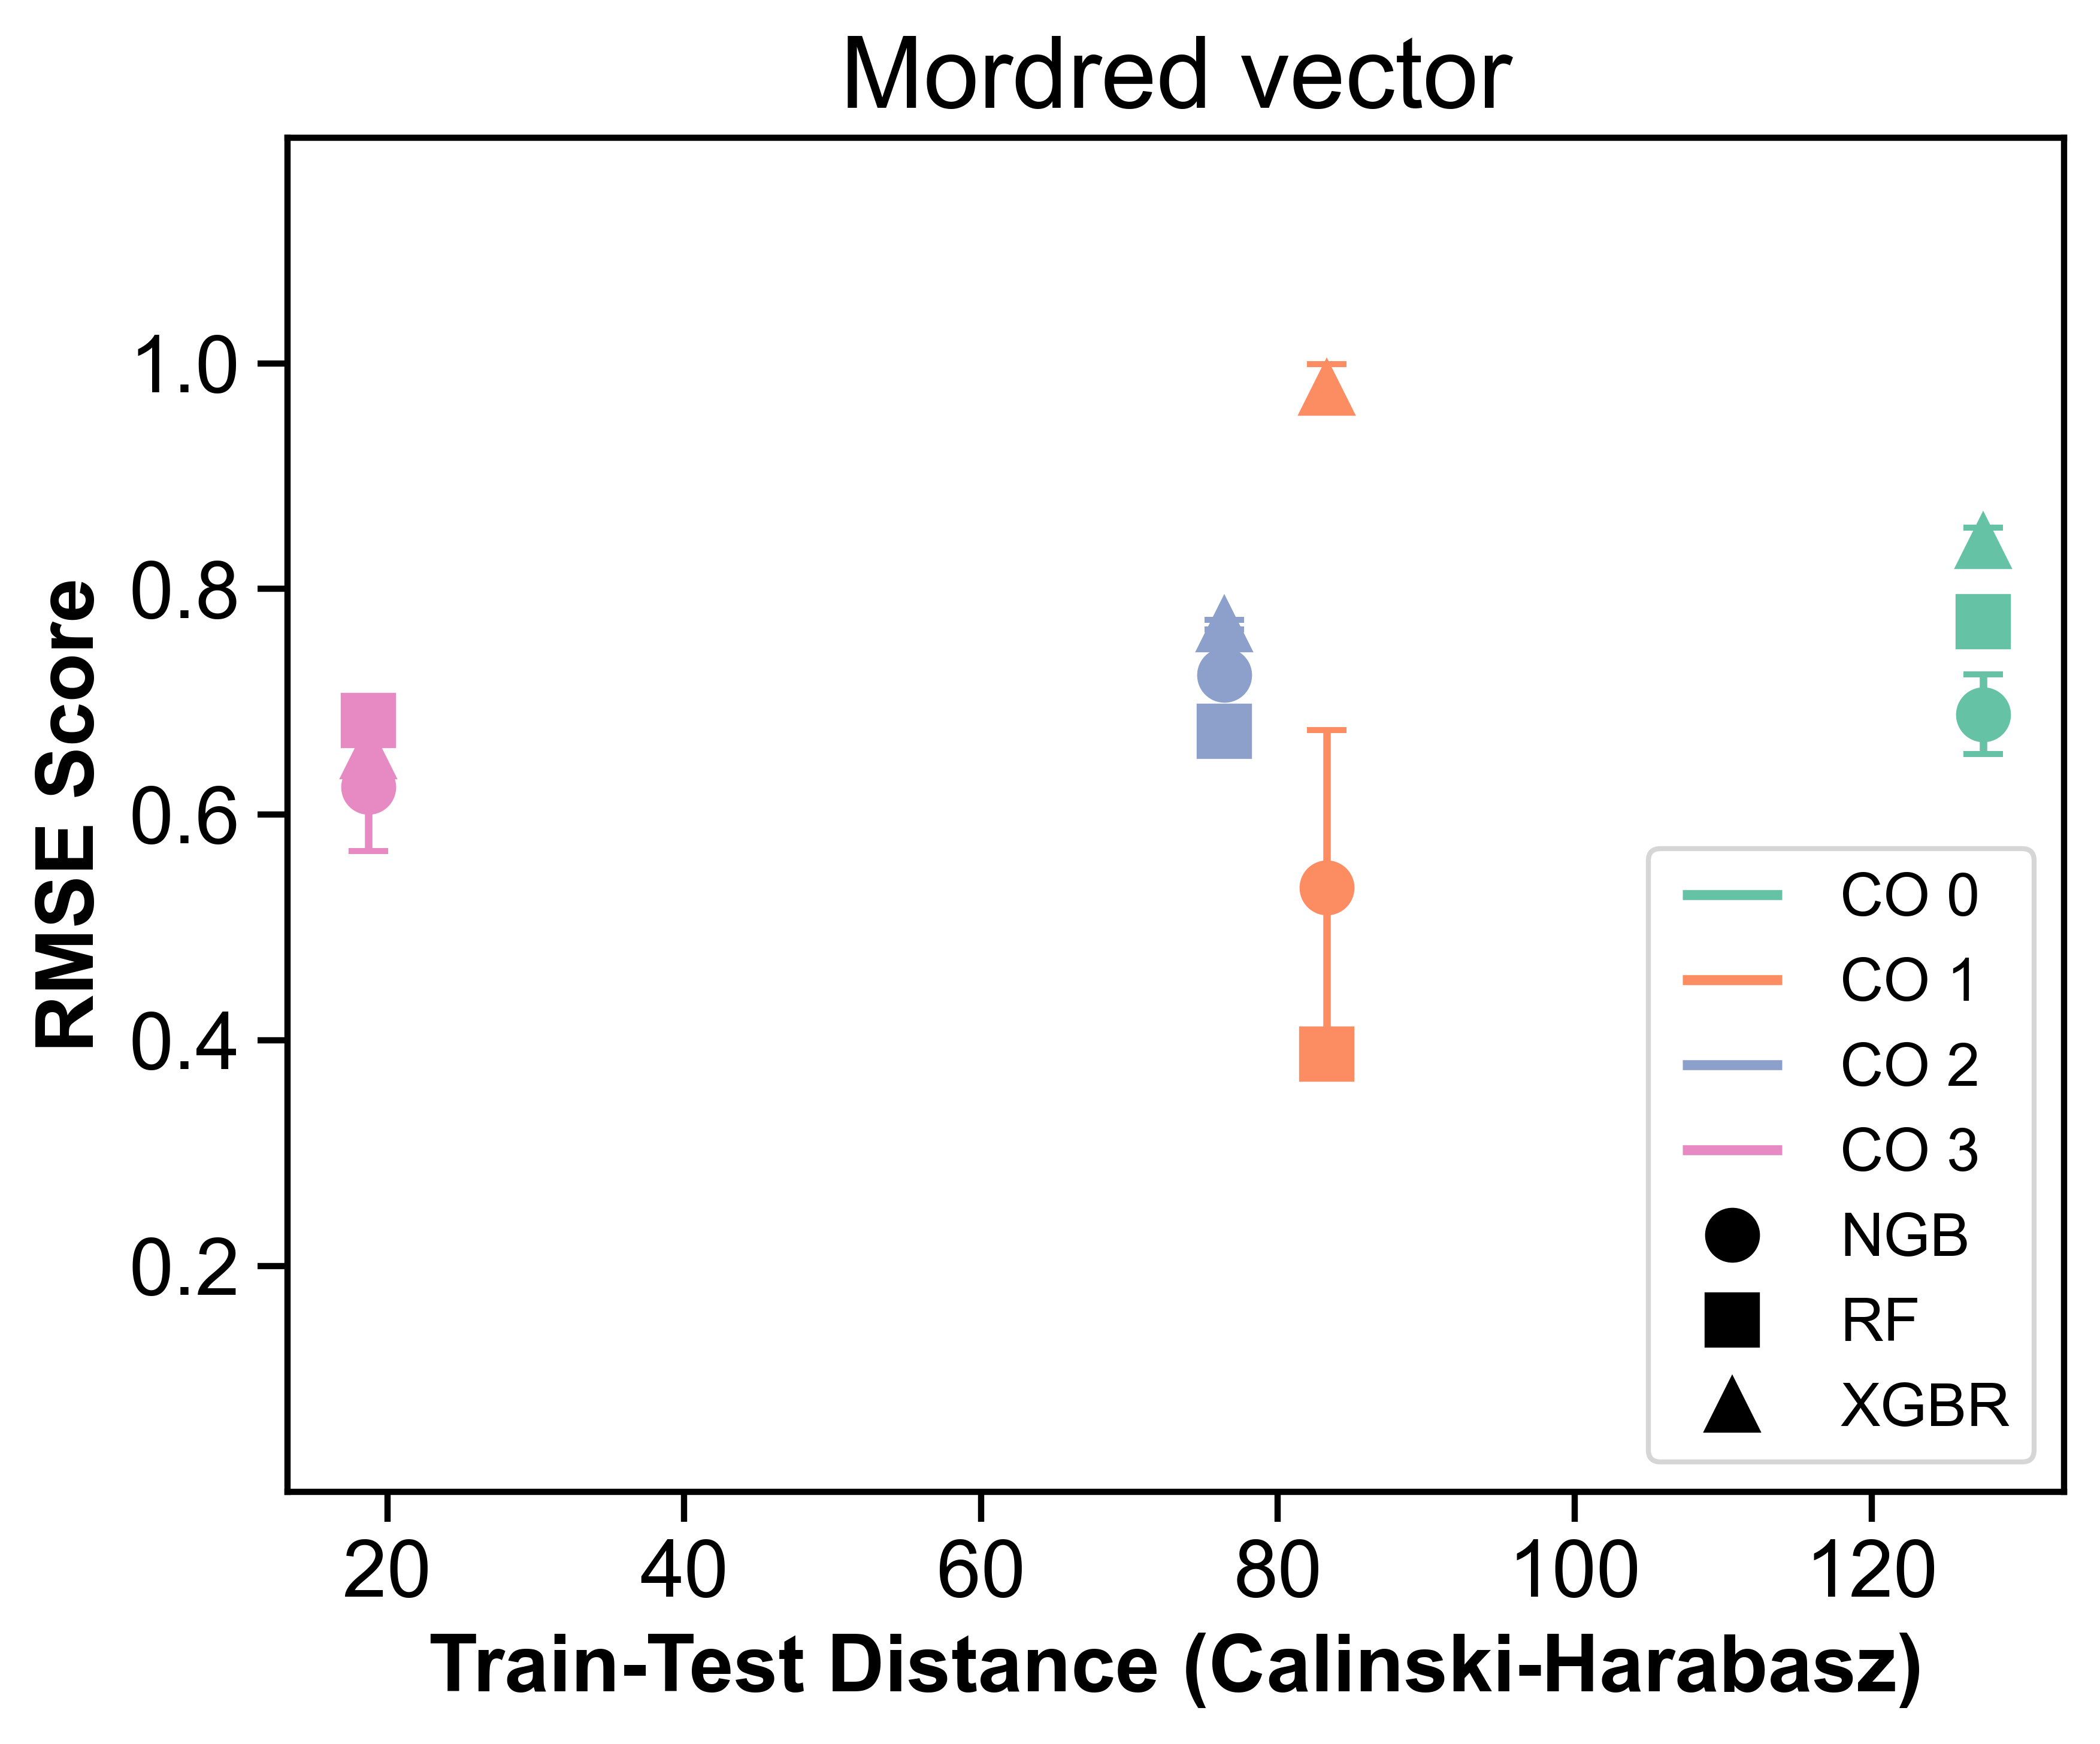 Mordred vector
RMSE Score
1.0
0.8
0.6
0.4
0.2
20 40 60 80 100 120
Train-Test Distance (Calinski-Harabasz)
CO 0
CO 1
CO 2
CO 3
NGB
RF
XGBR